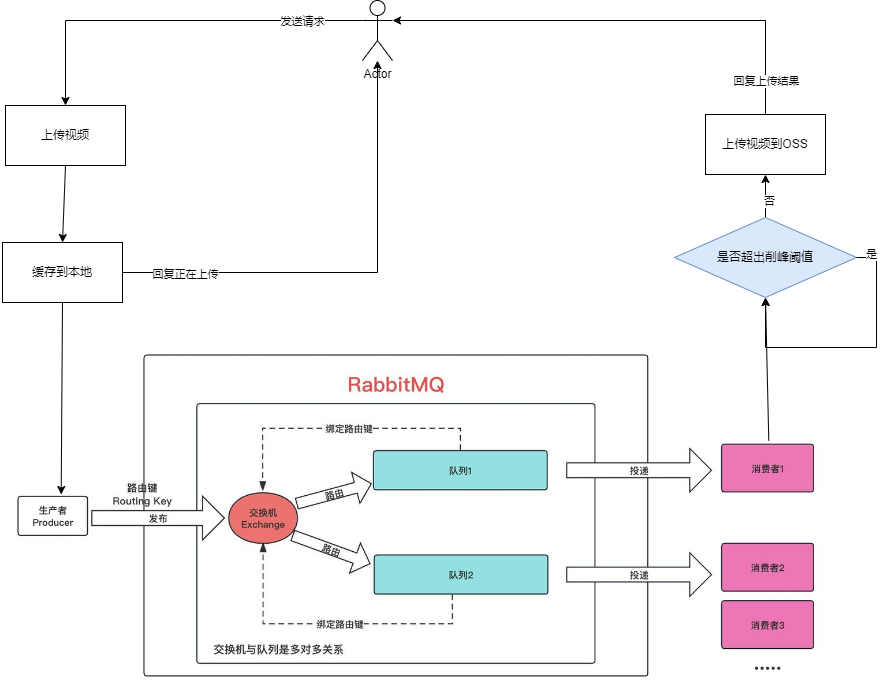 发送请求
Actor
回复上传结果
上传视频
上传视频到OSS
否
是否超出削峰阈值
是
缓存到本地
回复正在上传
RabbitMQ
绑定路由键
队列1
投递
消费者1
路由键
Routing Key
路由
生产者
Producer
发布
交换机
Exchange
路由
队列2
投递
消费者2
绑定路由键
消费者3
交换机与队列是多对多关系
•••••